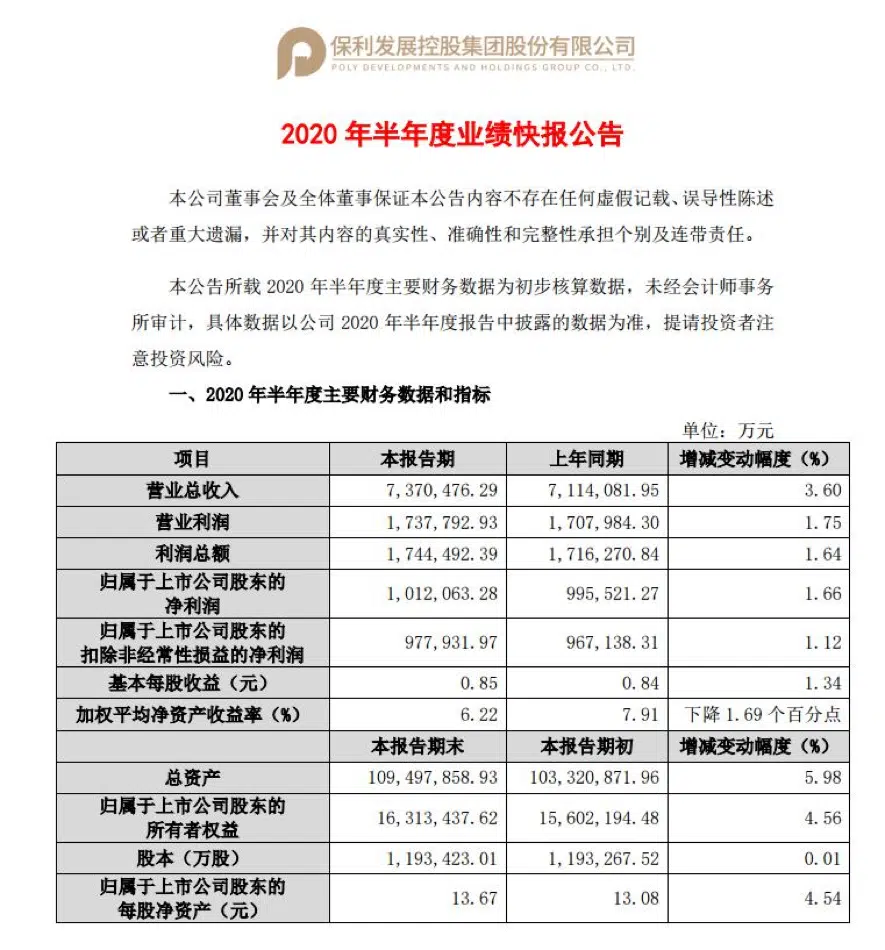 保利发展控股集团股份有限公司
POLY DEVELOPMENTS AND HOLDINGS GROUP CO., LTD.
2020 年半年度业绩快报公告
本公司董事会及全体董事保证本公告内容不存在任何虚假记载、误导性陈述
或者重大遗漏，并对其内容的真实性、准确性和完整性承担个别及连带责任。
本公告所载 2020 年半年度主要财务数据为初步核算数据，未经会计师事务
所审计，具体数据以公司 2020 年半年度报告中披露的数据为准，提请投资者注
意投资风险。
一、2020 年半年度主要财务数据和指标
单位：万元
项目 本报告期 上年同期 增减变动幅度（%）
营业总收入 7,370,476.29 7,114,081.95 3.60
营业利润 1,737,792.93 1,707,984.30 1.75
利润总额 1,744,492.39 1,716,270.84 1.64
归属于上市公司股东的
净利润 1,012,063.28 995,521.27 1.66
归属于上市公司股东的
扣除非经常性损益的净利润 977,931.97 967,138.31 1.12
基本每股收益（元） 0.85 0.84 1.34
加权平均净资产收益率（%） 6.22 7.91 下降 1.69 个百分点
本报告期末 本报告期初 增减变动幅度（%）
总资产 109,497,858.93 103,320,871.96 5.98
归属于上市公司股东的
所有者权益 16,313,437.62 15,602,194.48 4.56
股本（万股） 1,193,423.01 1,193,267.52 0.01
归属于上市公司股东的
每股净资产（元） 13.67 13.08 4.54